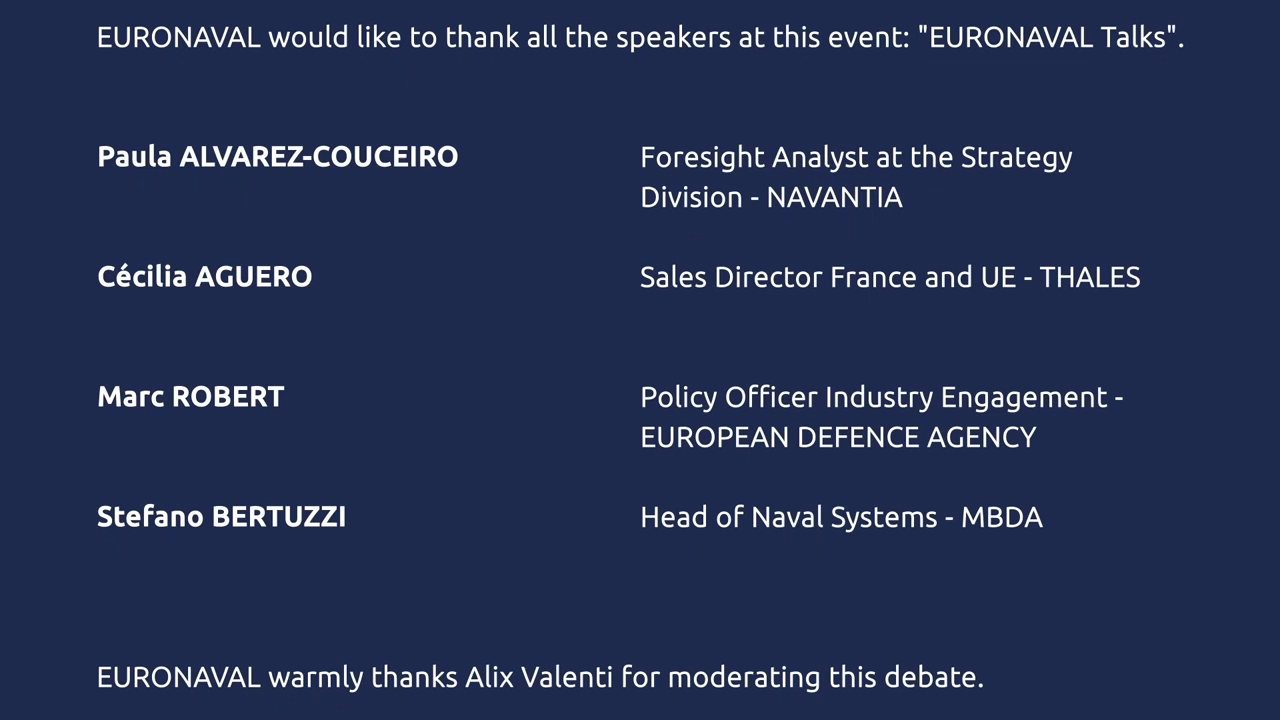 EURONAVAL would like to thank all the speakers at this event: "EURONAVAL Talks".
Paula ALVAREZ-COUCEIRO
Foresight Analyst at the Strategy
Division - NAVANTIA
Cécilia AGUERO
Sales Director France and UE - THALES
Marc ROBERT
Policy Officer Industry Engagement -
EUROPEAN DEFENCE AGENCY
Stefano BERTUZZI
Head of Naval Systems - MBDA
EURONAVAL warmly thanks Alix Valenti for moderating this debate.